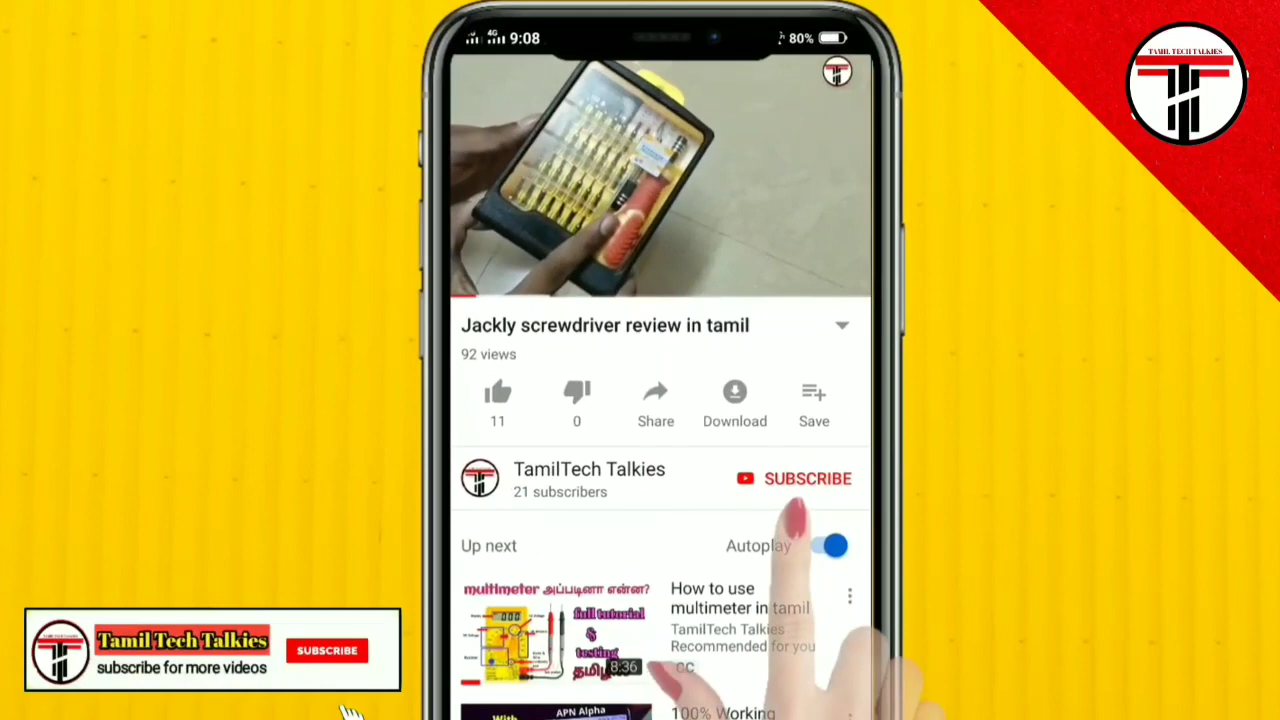 4G 9:08
80%
TAMIL TECH TALKIES
Jackly screwdriver review in tamil
92 views
11
0
Share
Download
Save
TamilTech Talkies
21 subscribers
SUBSCRIBE
Up next
Autoplay
multimeter அப்படினா என்ன?
full tutorial
&
testing
தமிழ்
8:36
How to use
multimeter in tamil
TamilTech Talkies
Recommended for you
CC
With
APN Alpha
100% Working
Tamil Tech Talkies
subscribe for more videos
SUBSCRIBE